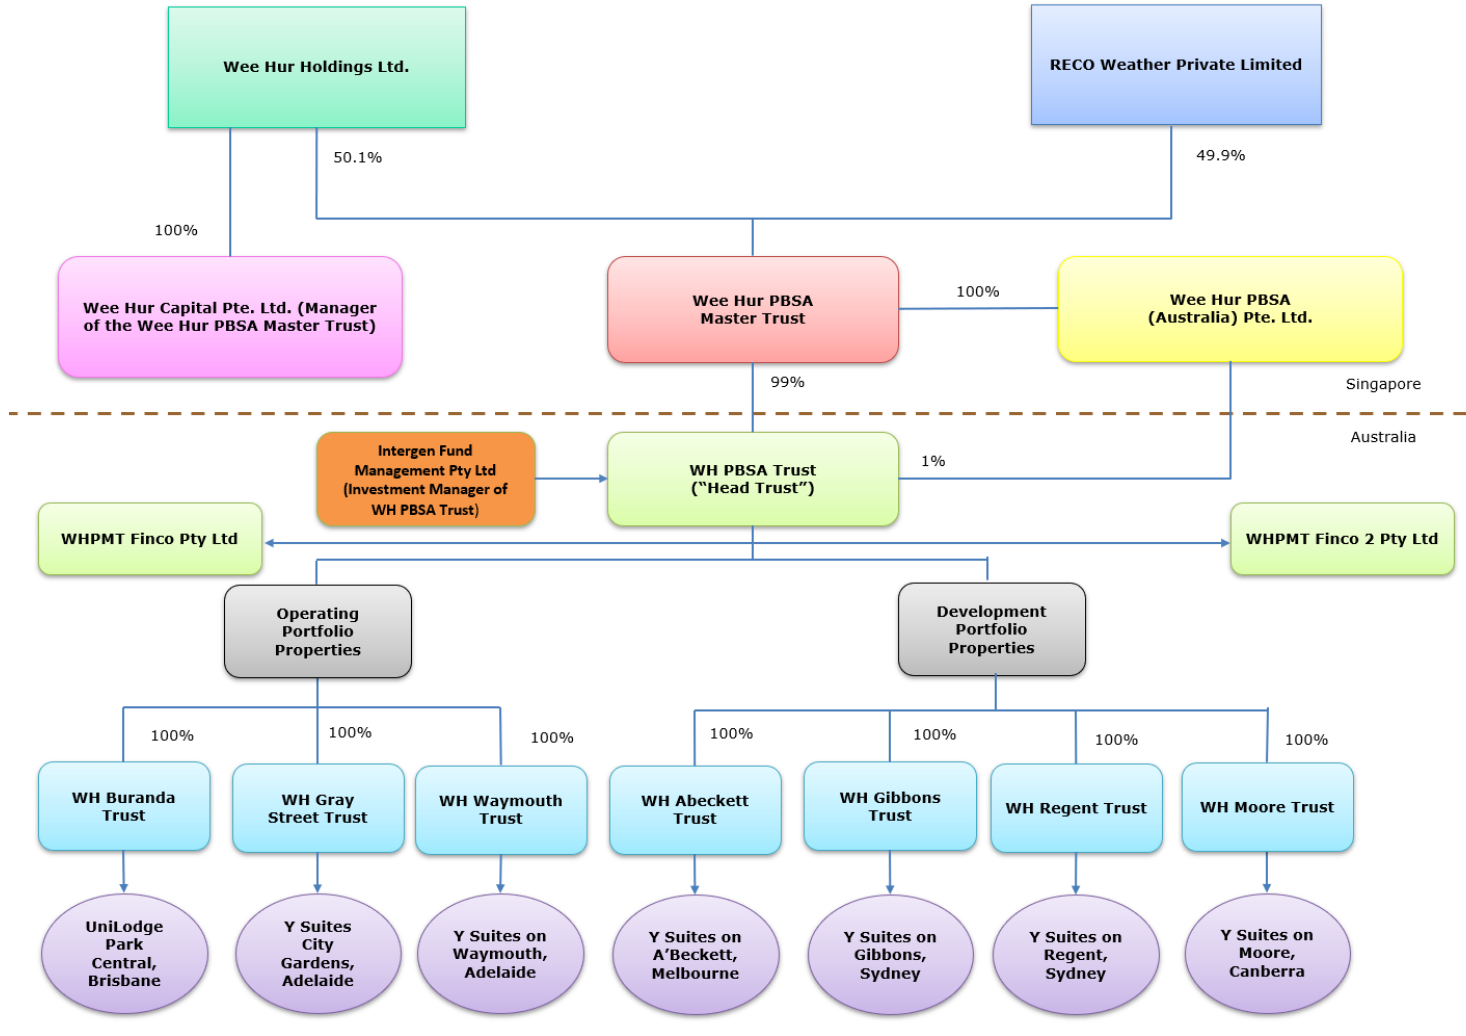 Wee Hur Holdings Ltd.
RECO Weather Private Limited
50.1%
49.9%
100%
Wee Hur Capital Pte. Ltd. (Manager
of the Wee Hur PBSA Master Trust)
Wee Hur PBSA
Master Trust
100%
Wee Hur PBSA
(Australia) Pte. Ltd.
99%
Singapore
Australia
Intergen Fund
Management Pty Ltd
(Investment Manager of
WH PBSA Trust)
WH PBSA Trust
(“Head Trust”)
1%
WHPMT Finco Pty Ltd
WHPMT Finco 2 Pty Ltd
Operating
Portfolio
Properties
Development
Portfolio
Properties
100%
100%
100%
100%
100%
100%
100%
WH Buranda
Trust
WH Gray
Street Trust
WH Waymouth
Trust
WH Abeckett
Trust
WH Gibbons
Trust
WH Regent Trust
WH Moore Trust
UniLodge
Park
Central,
Brisbane
Y Suites
City
Gardens,
Adelaide
Y Suites on
Waymouth,
Adelaide
Y Suites on
A’Beckett,
Melbourne
Y Suites on
Gibbons,
Sydney
Y Suites on
Regent,
Sydney
Y Suites on
Moore,
Canberra